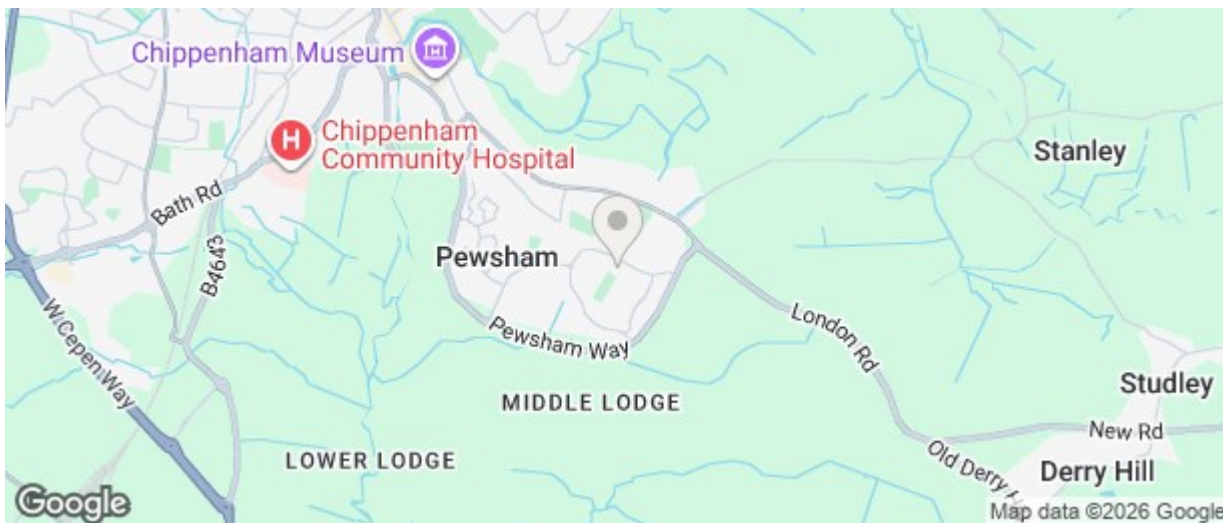 Chippenham Museum
H
Chippenham
Community Hospital
Bath Rd
B4643
W Cepen Way
Pewsham
Pewsham Way
Stanley
London Rd
MIDDLE LODGE
LOWER LODGE
Studley
New Rd
Old Derry
Derry Hill
Google
Map data ©2026 Google